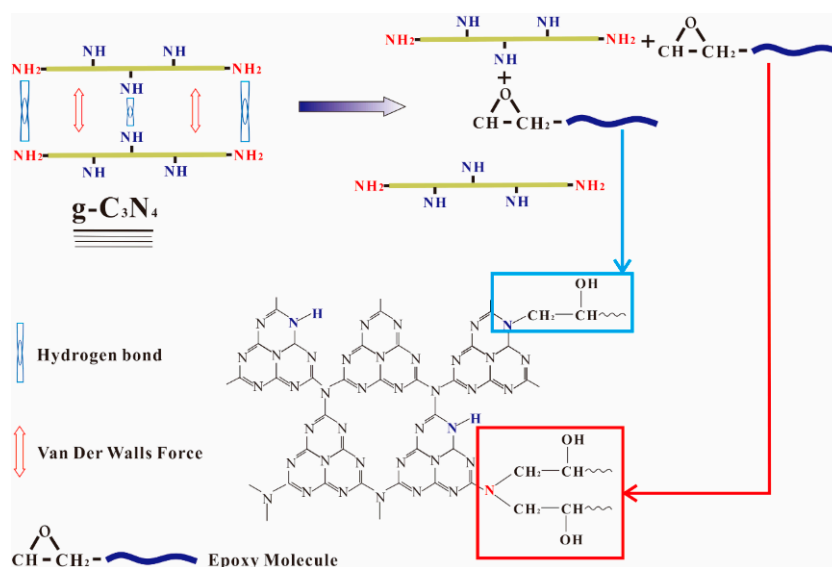 NH NH
NH₂ NH₂
NH
NH
NH₂ NH₂
NH NH
g-C₃N₄
NH NH
NH₂ NH₂ +
NH
O
CH CH₂
+
O
CH CH₂
NH
NH₂ NH₂
NH NH
Hydrogen bond
Van Der Walls Force
O
CH CH₂
Epoxy Molecule
OH
N CH₂ CH
N H
N N N N N N N N
N N N N N N N N N
N N N N N N N N N
N N
N N N H
N N N N N N
N N N N N N
N N N
OH
CH₂ CH
N
CH₂ CH
OH